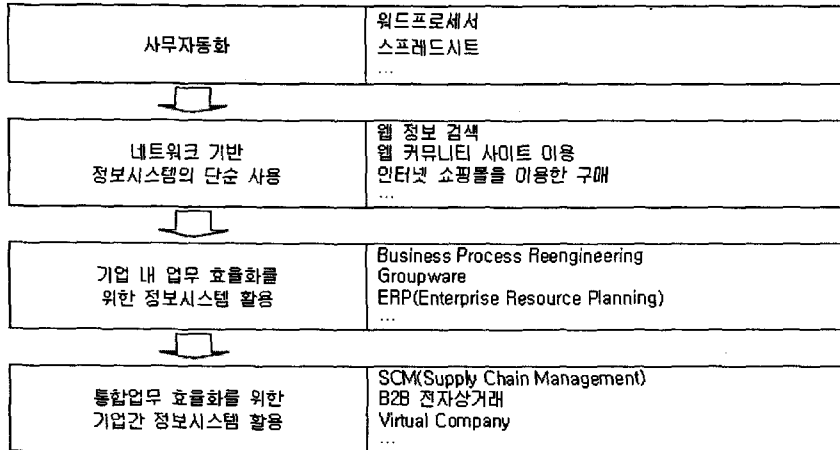 사무자동화
워드프로세서
스프레드시트
...
네트워크 기반
정보시스템의 단순 사용
웹 정보 검색
웹 커뮤니티 사이트 이용
인터넷 쇼핑몰을 이용한 구매
...
기업 내 업무 효율화를
위한 정보시스템 활용
Business Process Reengineering
Groupware
ERP(Enterprise Resource Planning)
...
통합업무 효율화를 위한
기업간 정보시스템 활용
SCM(Supply Chain Management)
B2B 전자상거래
Virtual Company
...